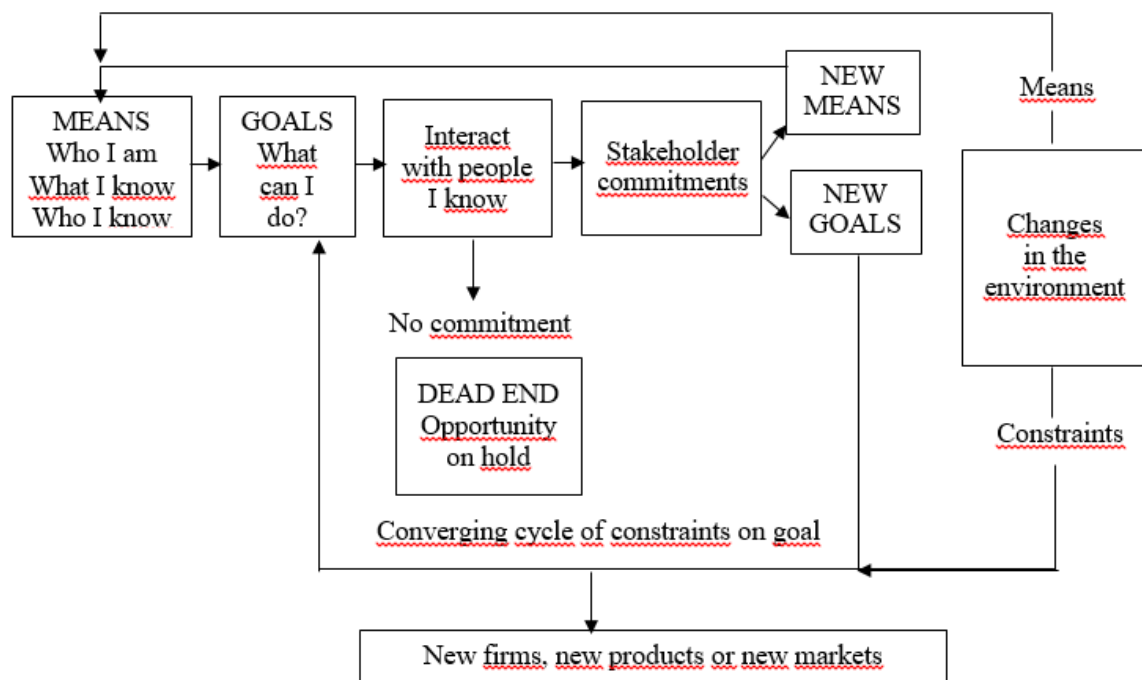 MEANS
Who I am
What I know
Who I know
GOALS
What
can I
do?
Interact
with people
I know
Stakeholder
commitments
NEW
MEANS
NEW
GOALS
Means
Changes
in the
environment
Constraints
No commitment
DEAD END
Opportunity
on hold
Converging cycle of constraints on goal
New firms, new products or new markets